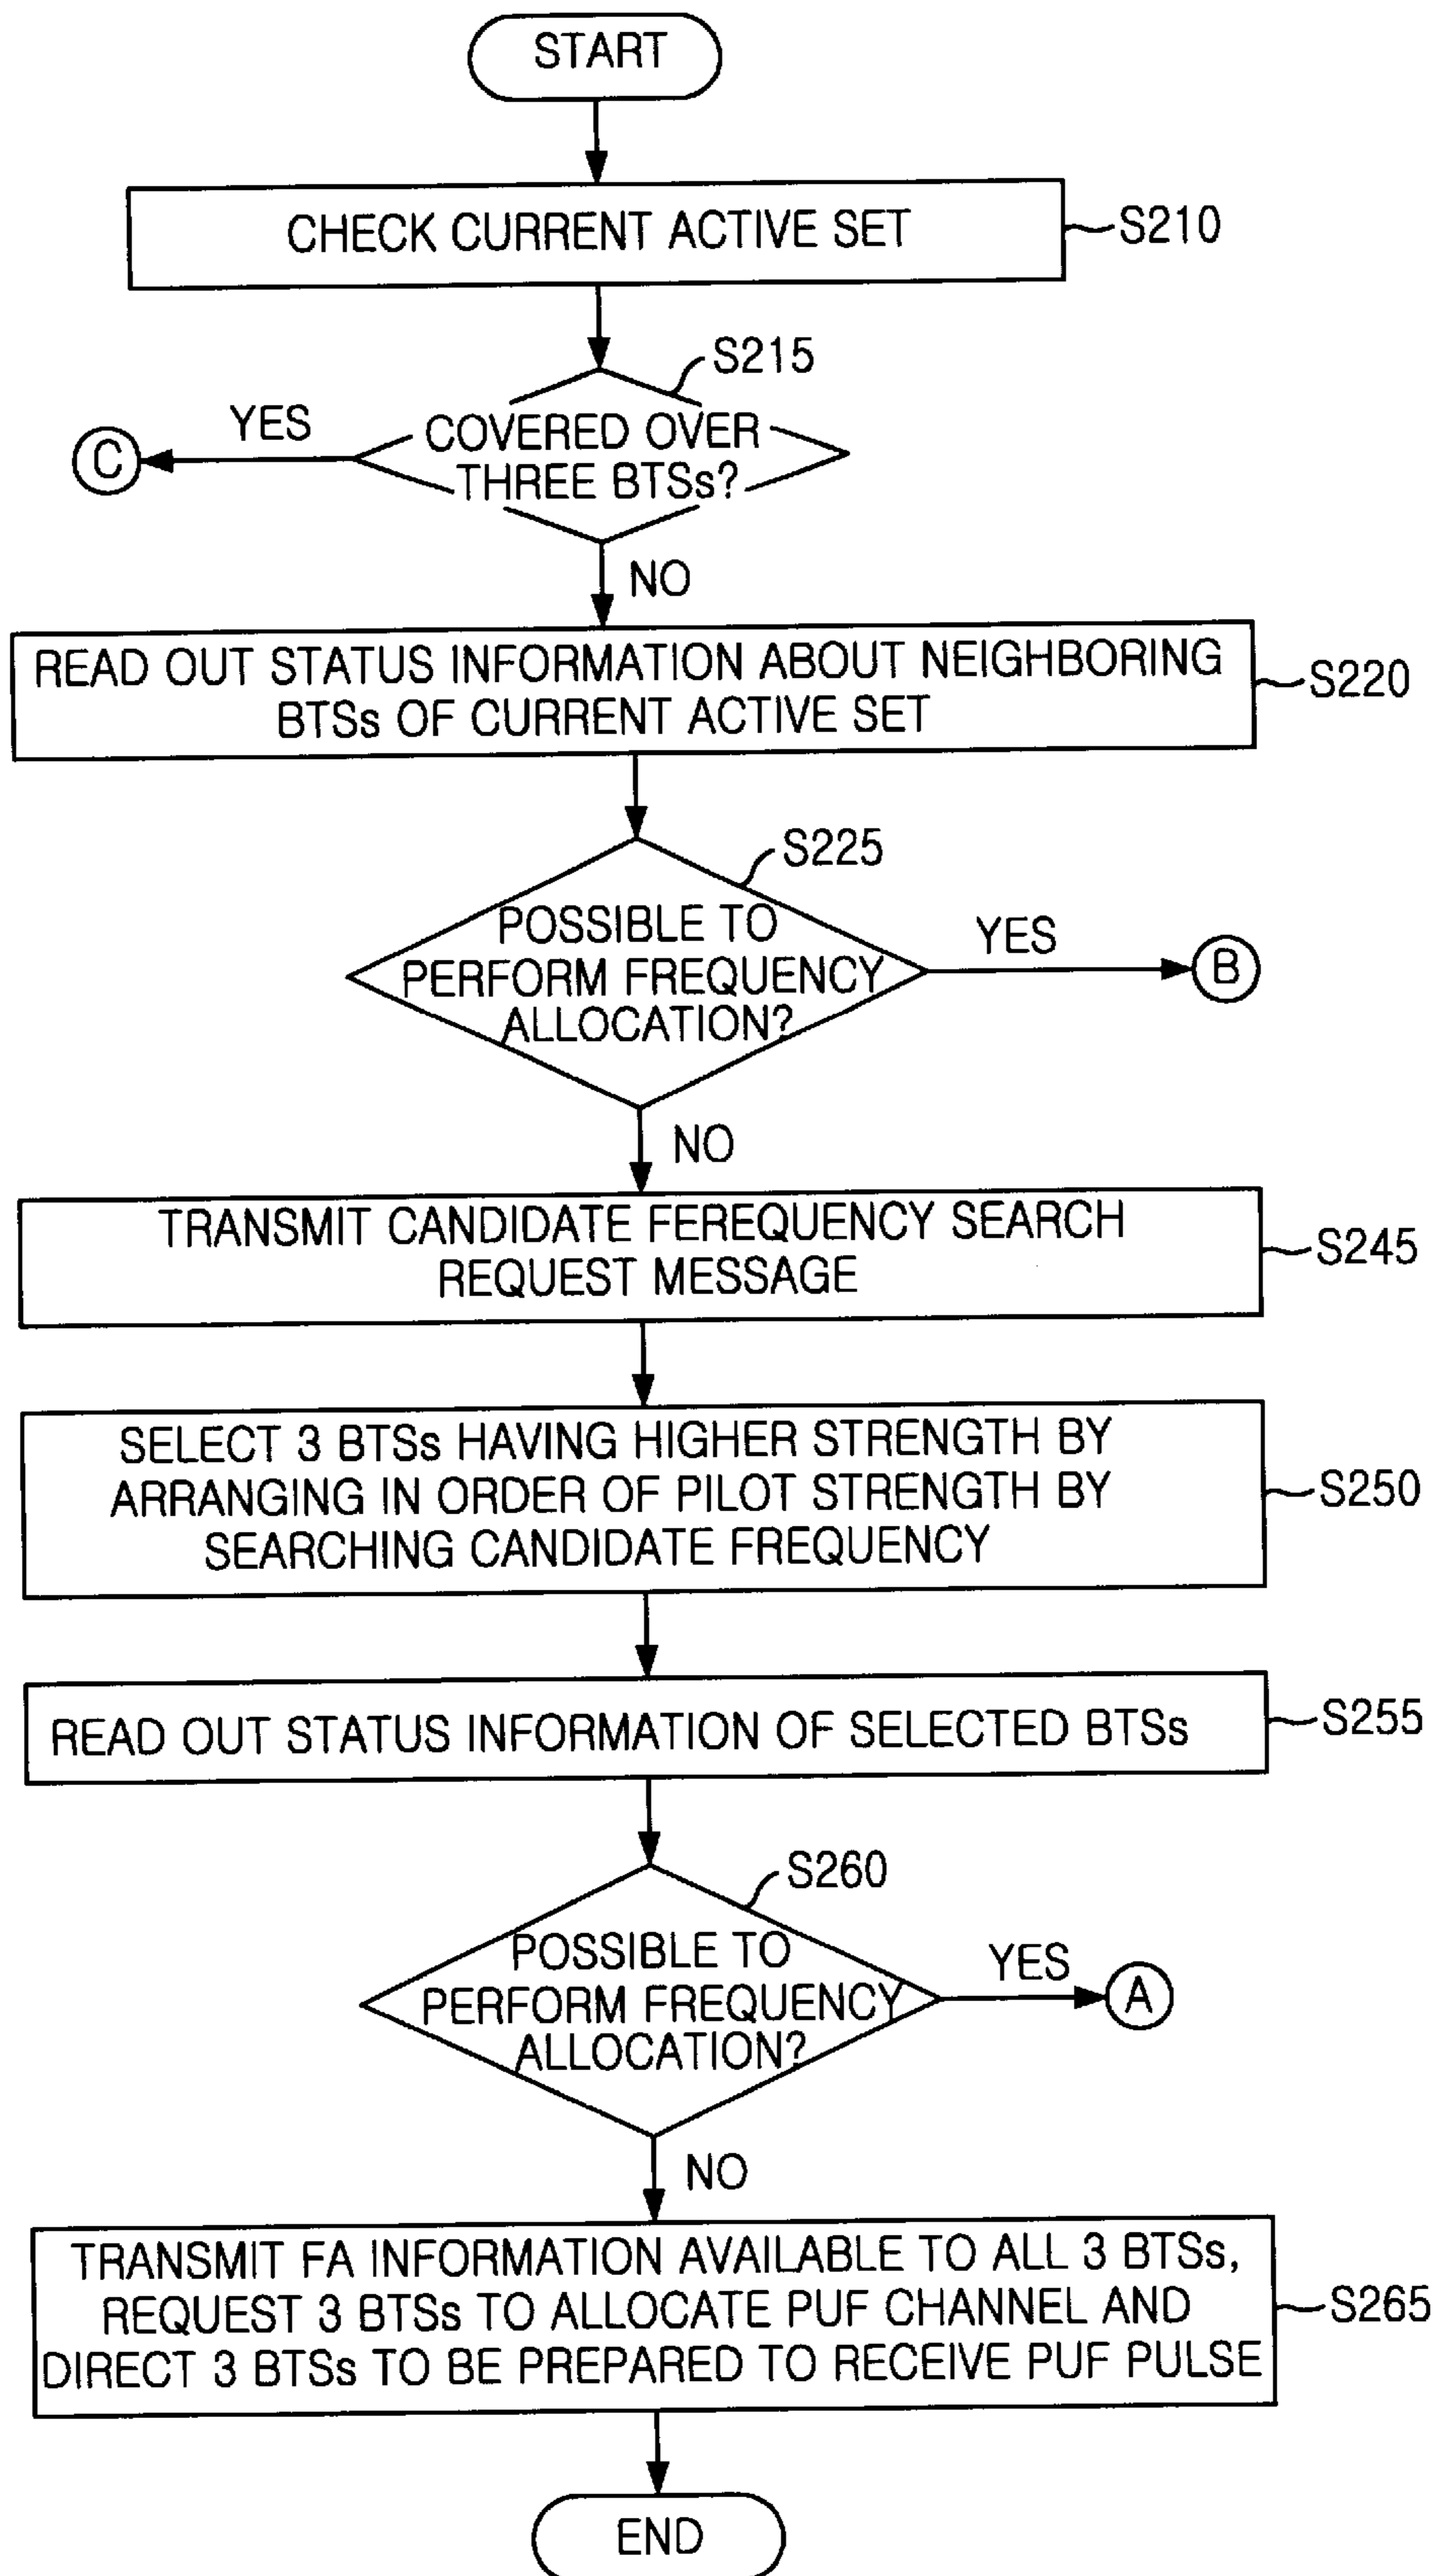 START
CHECK CURRENT ACTIVE SET
S210
S215
COVERED OVER
THREE BTSs?
YES
C
NO
READ OUT STATUS INFORMATION ABOUT NEIGHBORING
BTSs OF CURRENT ACTIVE SET
S220
S225
POSSIBLE TO
PERFORM FREQUENCY
ALLOCATION?
YES
B
NO
TRANSMIT CANDIDATE FEREQUENCY SEARCH
REQUEST MESSAGE
S245
SELECT 3 BTSs HAVING HIGHER STRENGTH BY
ARRANGING IN ORDER OF PILOT STRENGTH BY
SEARCHING CANDIDATE FREQUENCY
S250
READ OUT STATUS INFORMATION OF SELECTED BTSs
S255
S260
POSSIBLE TO
PERFORM FREQUENCY
ALLOCATION?
YES
A
NO
TRANSMIT FA INFORMATION AVAILABLE TO ALL 3 BTSs,
REQUEST 3 BTSs TO ALLOCATE PUF CHANNEL AND
DIRECT 3 BTSs TO BE PREPARED TO RECEIVE PUF PULSE
S265
END